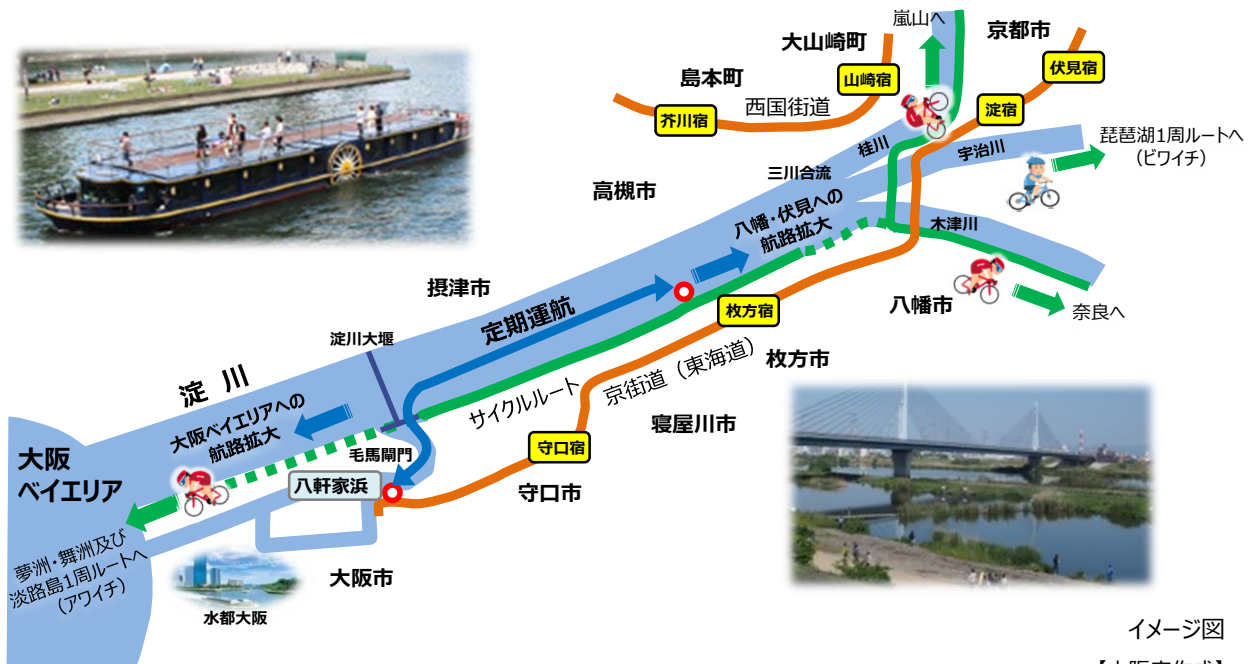 嵐山へ
京都市
大山崎町
伏見宿
島本町
山崎宿
西国街道
芥川宿
淀宿
桂川
宇治川
琵琶湖1周ルートへ
（ビワイチ）
三川合流
高槻市
八幡・伏見への
航路拡大
木津川
摂津市
八幡市
奈良へ
定期運航
枚方宿
淀川大堰
枚方市
京街道（東海道）
サイクルルート
淀 川
大阪ベイエリアへの
航路拡大
寝屋川市
守口宿
毛馬閘門
大阪
ベイエリア
八軒家浜
守口市
夢洲・舞洲及び
淡路島1周ルートへ
（アワイチ）
大阪市
水都大阪
イメージ図